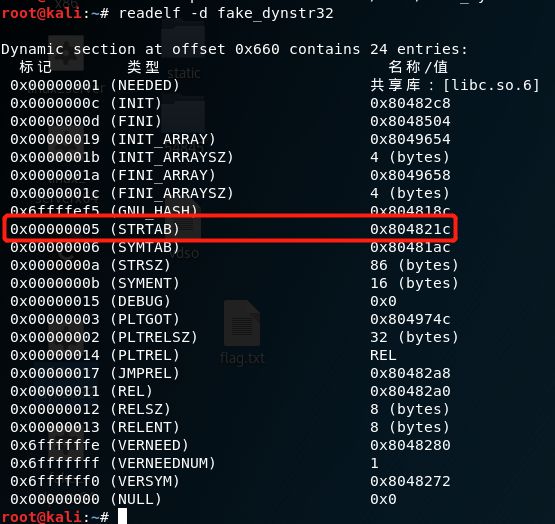 root@kali:~# readelf -d fake_dynstr32
Dynamic section at offset 0x660 contains 24 entries:
标记 类型 名称/值
0x00000001 (NEEDED) 共享库：[libc.so.6]
0x0000000c (INIT) 0x80482c8
0x0000000d (FINI) 0x8048504
0x00000019 (INIT_ARRAY) 0x8049654
0x0000001b (INIT_ARRAYSZ) 4 (bytes)
0x0000001a (FINI_ARRAY) 0x8049658
0x0000001c (FINI_ARRAYSZ) 4 (bytes)
0x6ffffef5 (GNU_HASH) 0x804818c
0x00000005 (STRTAB) 0x804821c
0x00000006 (SYMTAB) 0x80481ac
0x0000000a (STRSZ) 86 (bytes)
0x0000000b (SYMENT) 16 (bytes)
0x00000015 (DEBUG) 0x0
0x00000003 (PLTGOT) 0x804974c
0x00000002 (PLTRELSZ) 32 (bytes)
0x00000014 (PLTREL) REL
0x00000017 (JMPREL) 0x80482a8
0x00000011 (REL) 0x80482a0
0x00000012 (RELSZ) 8 (bytes)
0x00000013 (RELENT) 8 (bytes)
0x6ffffffe (VERNEED) 0x8048280
0x6fffffff (VERNEEDNUM) 1
0x6ffffff0 (VERSYM) 0x8048272
0x00000000 (NULL) 0x0
root@kali:~#
static
vdso
flag.txt